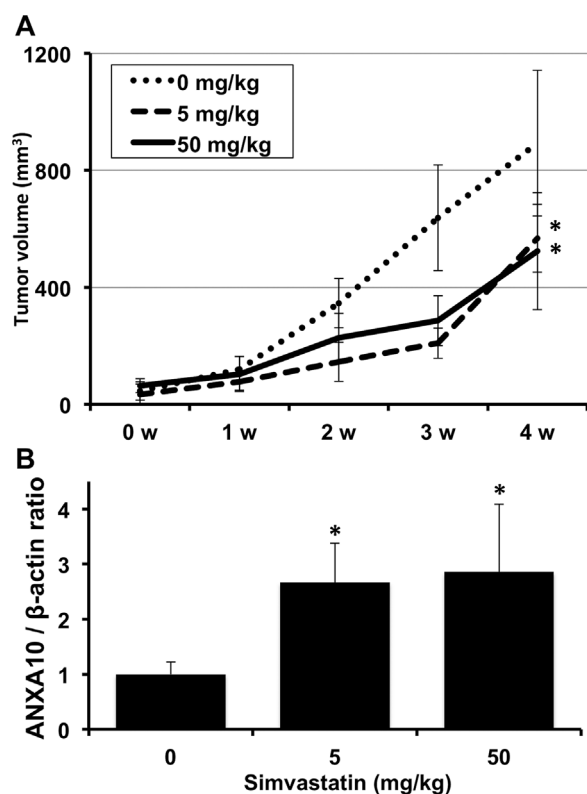 A
1200
800
400
0
Tumor volume (mm³)
0 mg/kg
5 mg/kg
50 mg/kg
*
*
0 w 1 w 2 w 3 w 4 w
B
4
3
2
1
0
ANXA10 / β-actin ratio
*
*
0 5 50
Simvastatin (mg/kg)